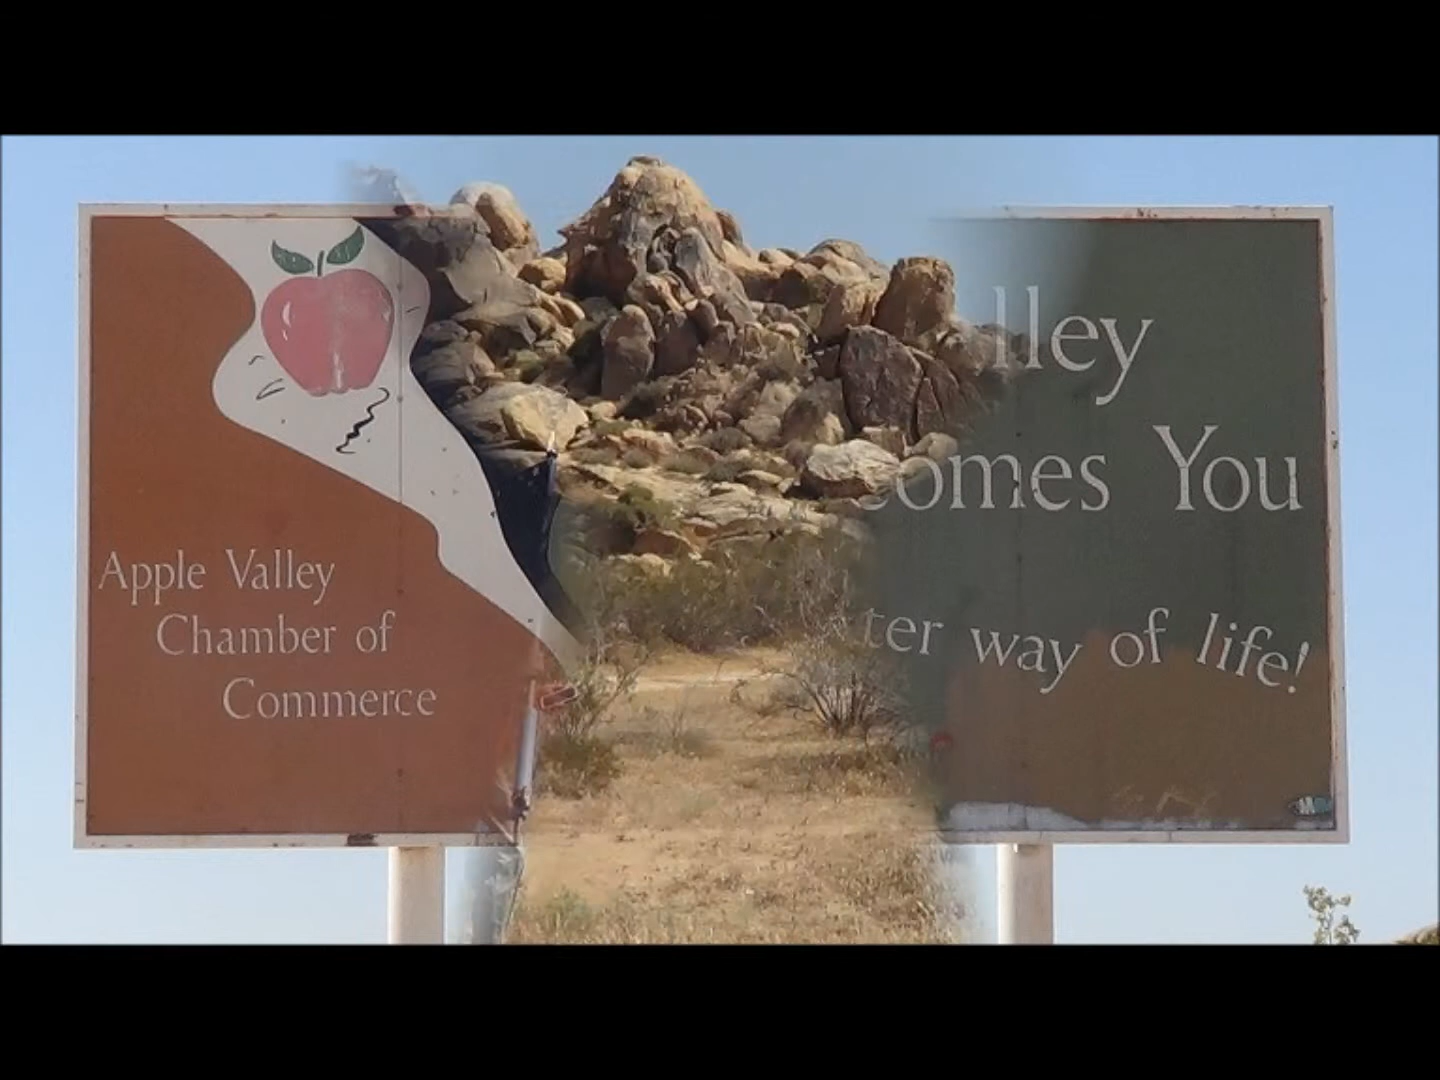 Apple Valley
Chamber of
Commerce
lley
omes You
ter way of life!